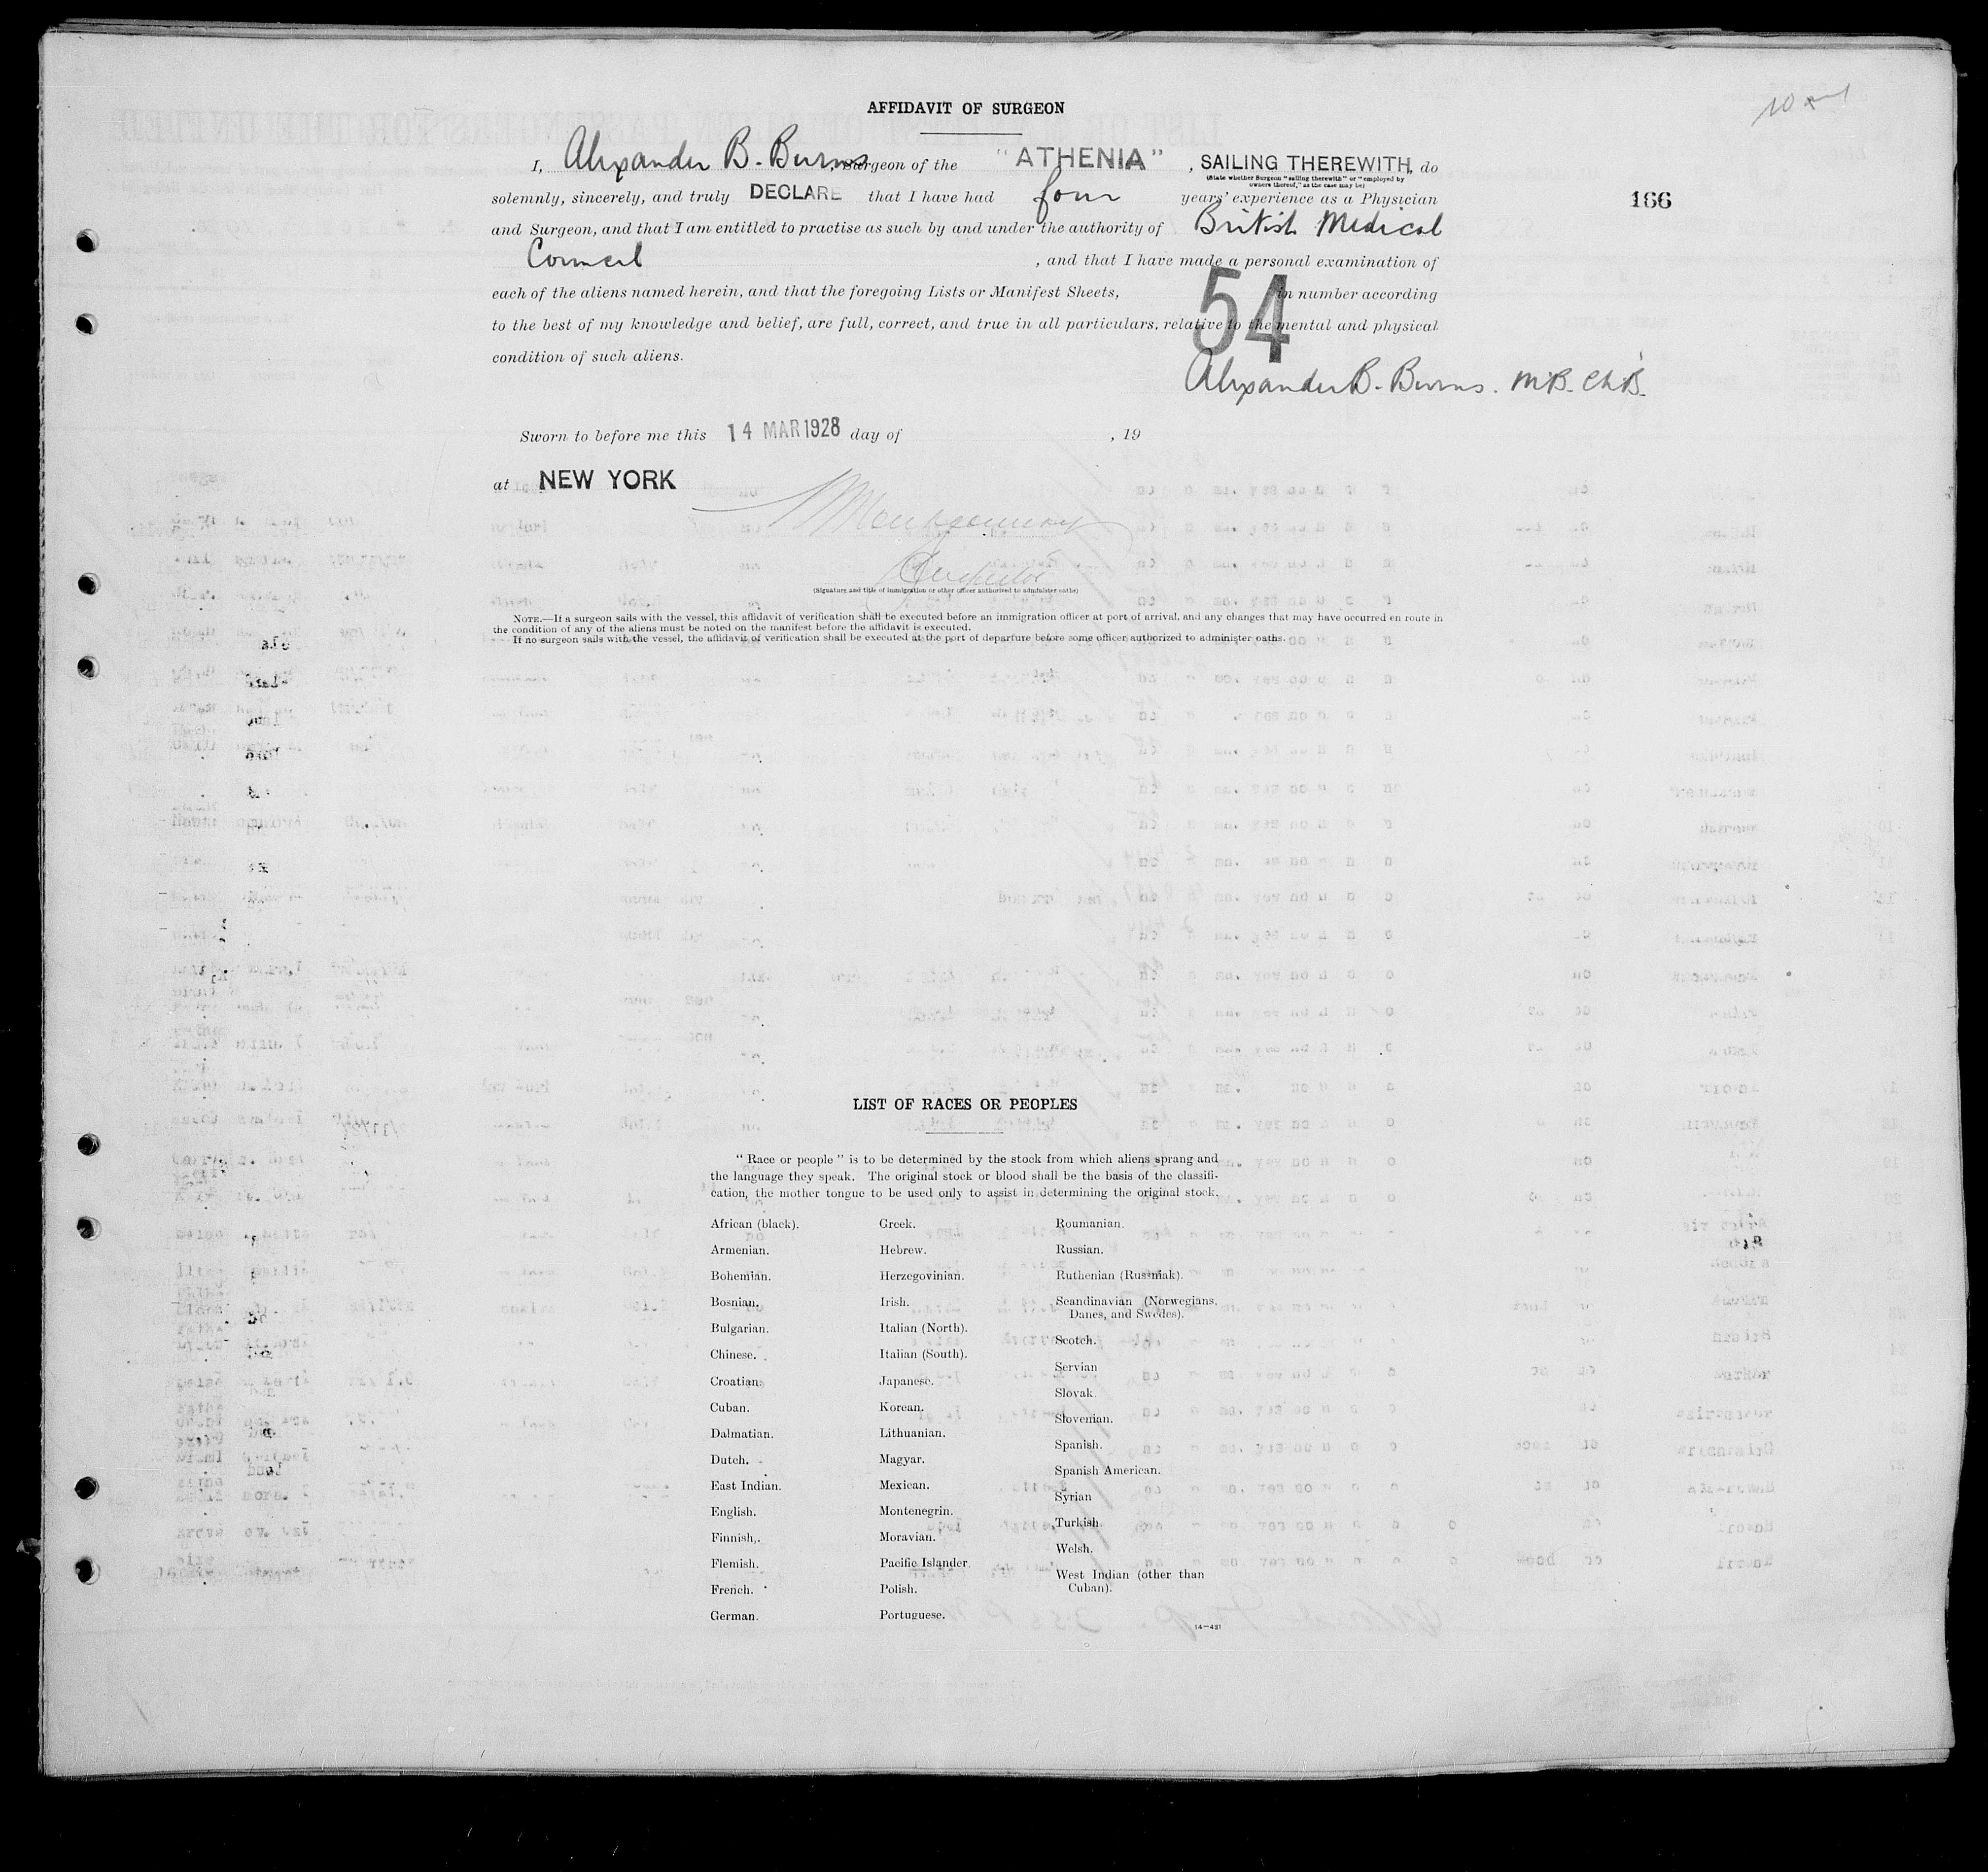 AFFIDAVIT OF SURGEON
I, Alexander B. Burns, Surgeon of the "ATHENIA", SAILING THEREWITH, do
(State whether Surgeon "sailing therewith" or "employed by
owners thereof," as the case may be)
solemnly, sincerely, and truly DECLARE that I have had four years' experience as a Physician
166
and Surgeon, and that I am entitled to practise as such by and under the authority of British Medical
Council, and that I have made a personal examination of
each of the aliens named herein, and that the foregoing Lists or Manifest Sheets, 54 in number according
to the best of my knowledge and belief, are full, correct, and true in all particulars, relative to the mental and physical
condition of such aliens.
Alexander B. Burns. M.B. Ch.B.
Sworn to before me this 14 MAR 1928 day of , 19
at NEW YORK
(Signature and title of immigration or other officer authorized to administer oaths)
NOTE.—If a surgeon sails with the vessel, this affidavit of verification shall be executed before an immigration officer at port of arrival, and any changes that may have occurred en route in
the condition of any of the aliens must be noted on the manifest before the affidavit is executed.
If no surgeon sails with the vessel, the affidavit of verification shall be executed at the port of departure before some officer authorized to administer oaths.
LIST OF RACES OR PEOPLES
"Race or people" is to be determined by the stock from which aliens sprang and
the language they speak. The original stock or blood shall be the basis of the classifi-
cation, the mother tongue to be used only to assist in determining the original stock.
African (black).
Armenian.
Bohemian.
Bosnian.
Bulgarian.
Chinese.
Croatian.
Cuban.
Dalmatian.
Dutch.
East Indian.
English.
Finnish.
Flemish.
French.
German.
Greek.
Hebrew.
Herzegovinian.
Irish.
Italian (North).
Italian (South).
Japanese.
Korean.
Lithuanian.
Magyar.
Mexican.
Montenegrin.
Moravian.
Pacific Islander.
Polish.
Portuguese.
Roumanian.
Russian.
Ruthenian (Russniak).
Scandinavian (Norwegians,
Danes, and Swedes).
Scotch.
Servian
Slovak.
Slovenian.
Spanish.
Spanish American.
Syrian
Turkish
Welsh.
West Indian (other than
Cuban).
14—491